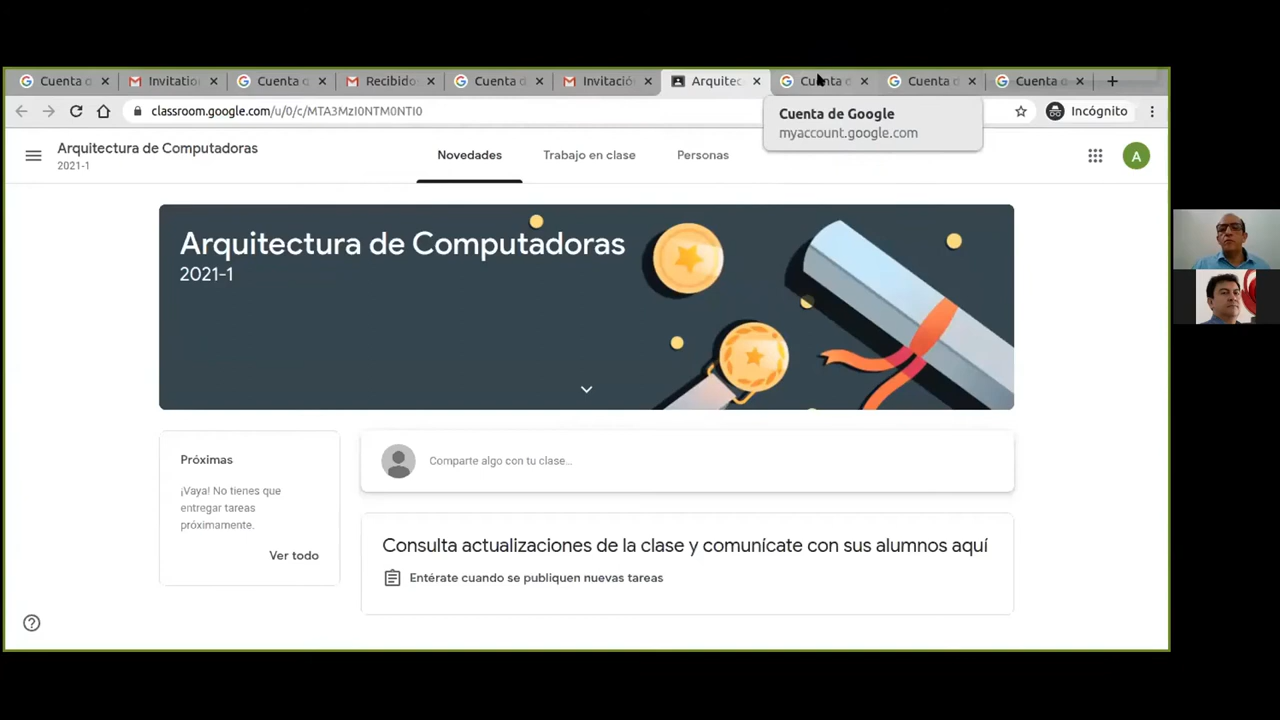 Cuenta d
Invitation
Cuenta d
Recibidos
Cuenta d
Invitación
Arquitec
Cuenta d
Cuenta d
Cuenta d
classroom.google.com/u/0/c/MTA3MzI0NTM0NTI0
Incógnito
Cuenta de Google
myaccount.google.com
Arquitectura de Computadoras
2021-1
Novedades
Trabajo en clase
Personas
A
Arquitectura de Computadoras
2021-1
Próximas
¡Vaya! No tienes que
entregar tareas
próximamente.
Ver todo
Comparte algo con tu clase...
Consulta actualizaciones de la clase y comunícate con sus alumnos aquí
Entérate cuando se publiquen nuevas tareas